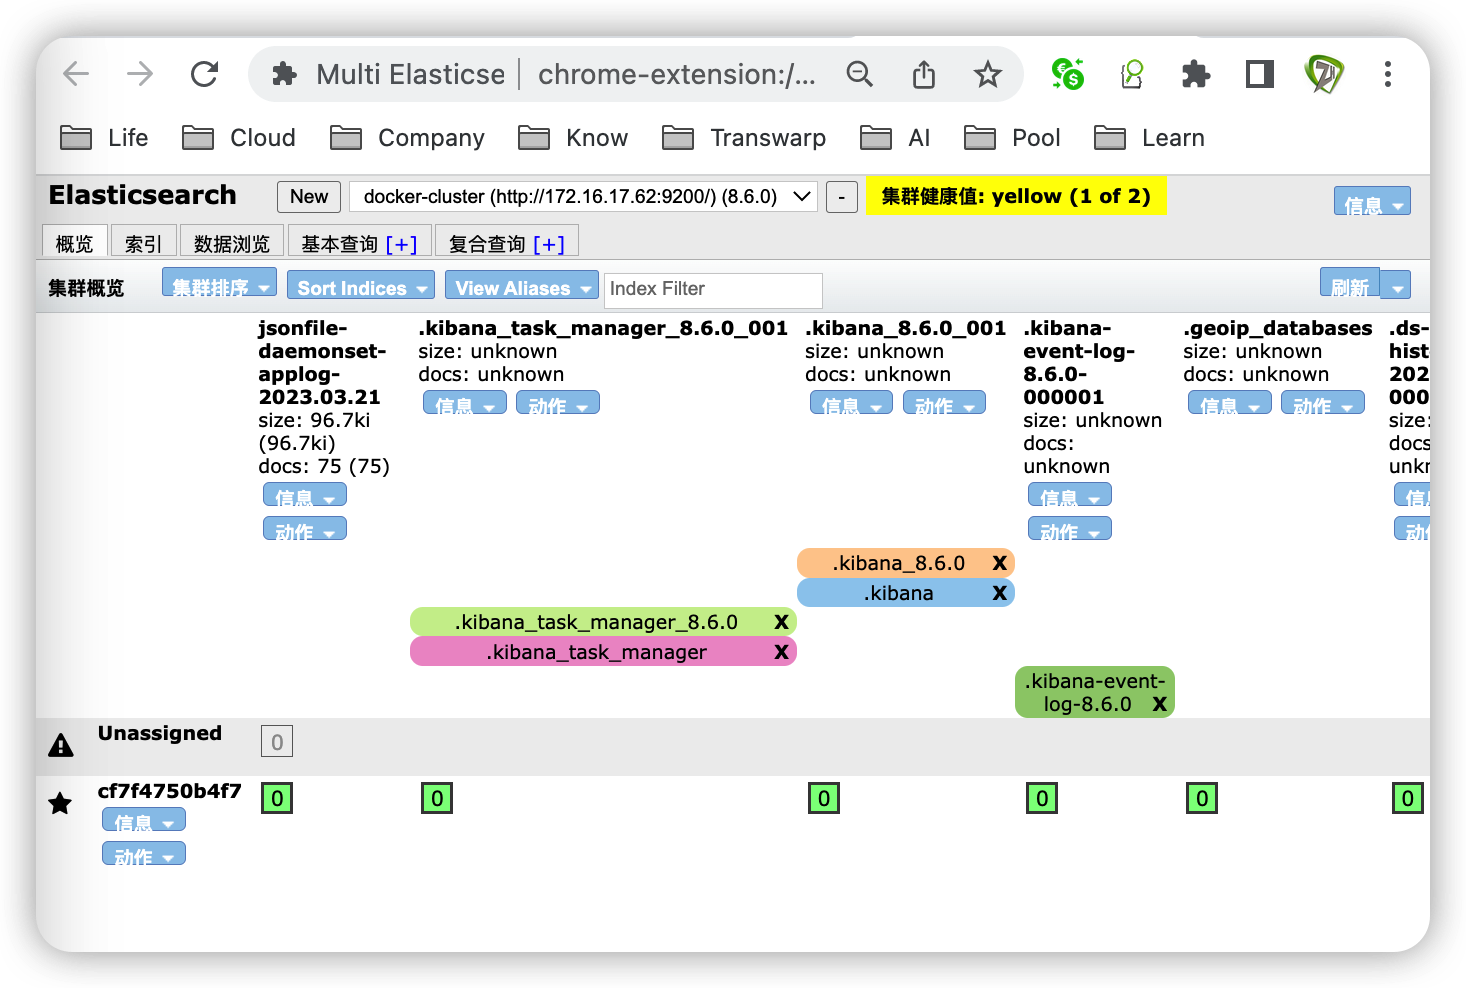 Multi Elasticse | chrome-extension:/...
Life Cloud Company Know Transwarp AI Pool Learn
Elasticsearch New docker-cluster (http://172.16.17.62:9200/) (8.6.0) - 集群健康值: yellow (1 of 2) 信息
概览 索引 数据浏览 基本查询 [+] 复合查询 [+]
集群概览 集群排序 Sort Indices View Aliases Index Filter 刷新
jsonfile-
daemonset-
applog-
2023.03.21
size: 96.7ki
(96.7ki)
docs: 75 (75)
信息
动作
.kibana_task_manager_8.6.0_001
size: unknown
docs: unknown
信息 动作
.kibana_8.6.0_001
size: unknown
docs: unknown
信息 动作
.kibana-
event-log-
8.6.0-
000001
size: unknown
docs:
unknown
信息
动作
.geoip_databases
size: unknown
docs: unknown
信息 动作
.ds-
hist
202
000
size:
docs
unkn
信息
动作
.kibana_8.6.0 X
.kibana X
.kibana_task_manager_8.6.0 X
.kibana_task_manager X
.kibana-event-
log-8.6.0 X
Unassigned 0
cf7f4750b4f7 0 0 0 0 0 0
信息
动作